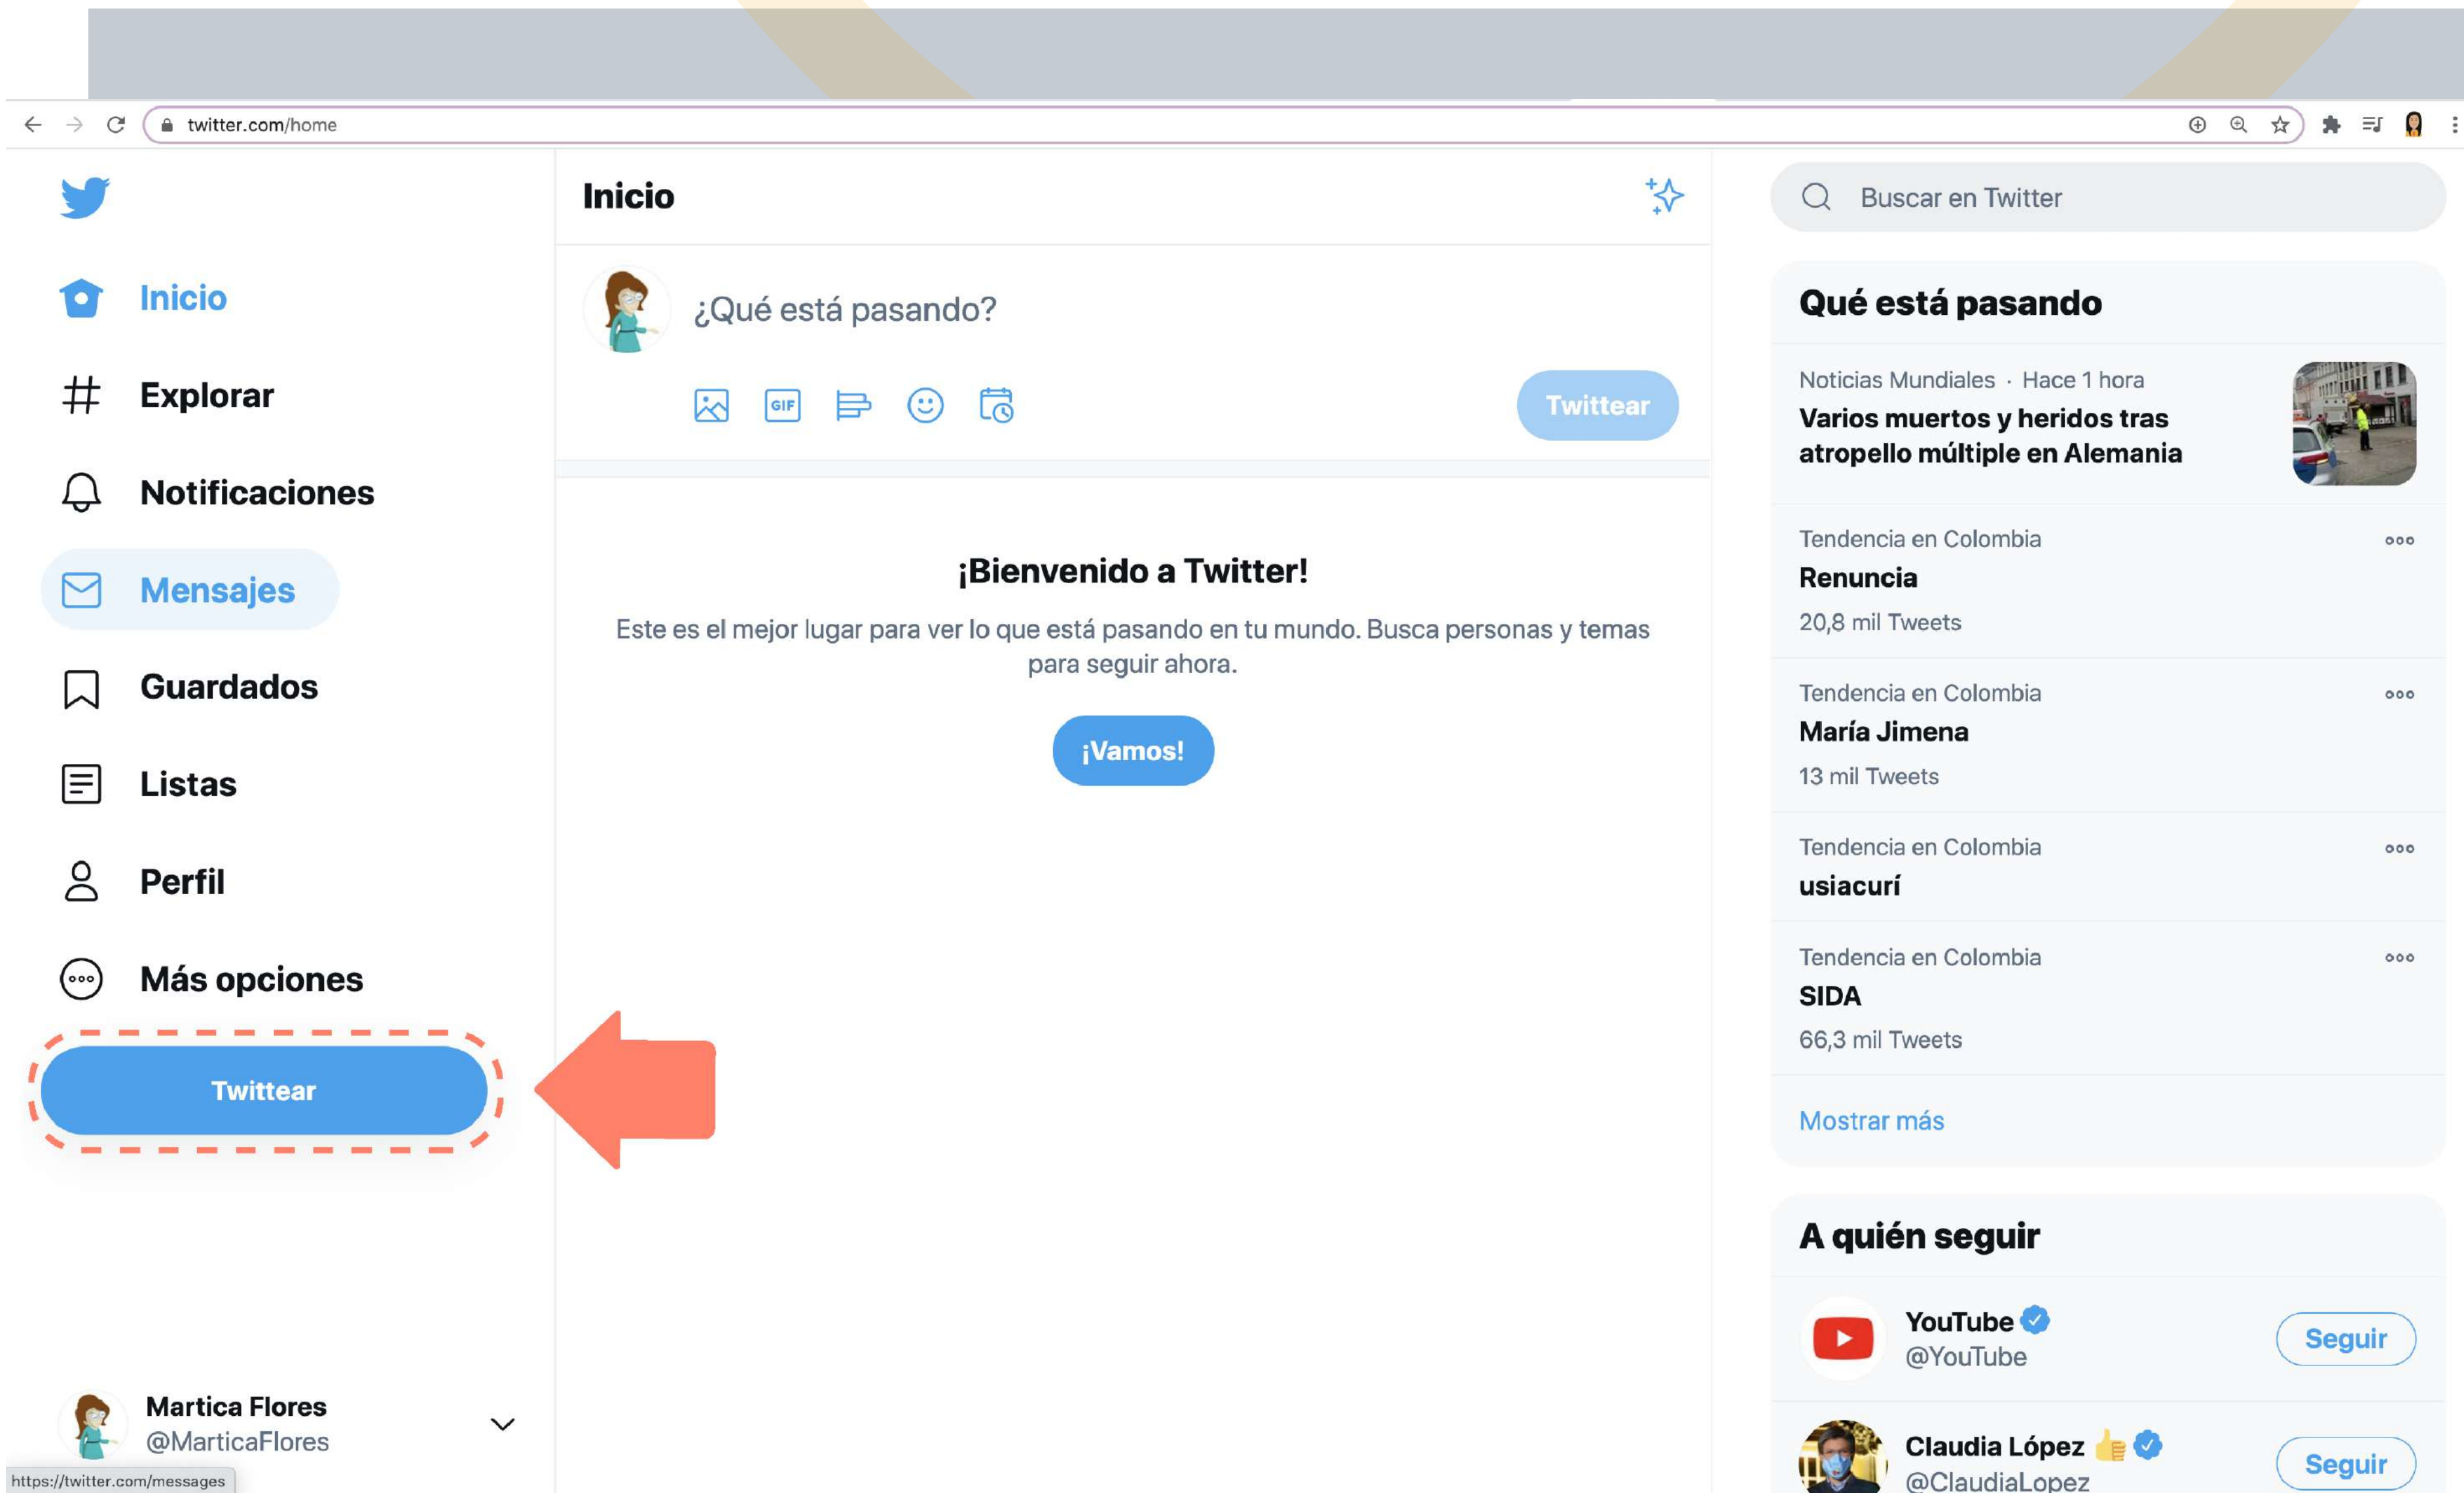 twitter.com/home
Inicio
Explorar
Notificaciones
Mensajes
Guardados
Listas
Perfil
Más opciones
Twittear
Martica Flores
@MarticaFlores
https://twitter.com/messages
Inicio
¿Qué está pasando?
GIF
Twittear
¡Bienvenido a Twitter!
Este es el mejor lugar para ver lo que está pasando en tu mundo. Busca personas y temas
para seguir ahora.
¡Vamos!
Buscar en Twitter
Qué está pasando
Noticias Mundiales · Hace 1 hora
Varios muertos y heridos tras
atropello múltiple en Alemania
Tendencia en Colombia
Renuncia
20,8 mil Tweets
Tendencia en Colombia
María Jimena
13 mil Tweets
Tendencia en Colombia
usiacurí
Tendencia en Colombia
SIDA
66,3 mil Tweets
Mostrar más
A quién seguir
YouTube
@YouTube
Seguir
Claudia López 👍
@ClaudiaLopez
Seguir